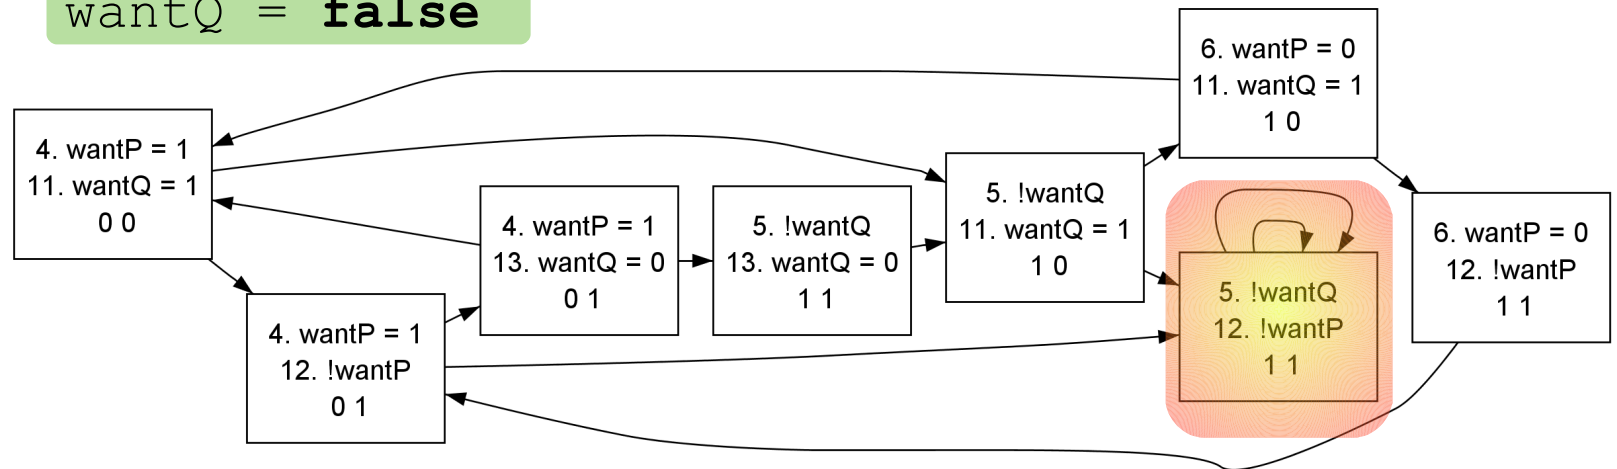 wantQ = false
6. wantP = 0
11. wantQ = 1
1 0
4. wantP = 1
11. wantQ = 1
0 0
4. wantP = 1
13. wantQ = 0
0 1
5. !wantQ
13. wantQ = 0
1 1
5. !wantQ
11. wantQ = 1
1 0
6. wantP = 0
12. !wantP
1 1
4. wantP = 1
12. !wantP
0 1
5. !wantQ
12. !wantP
1 1